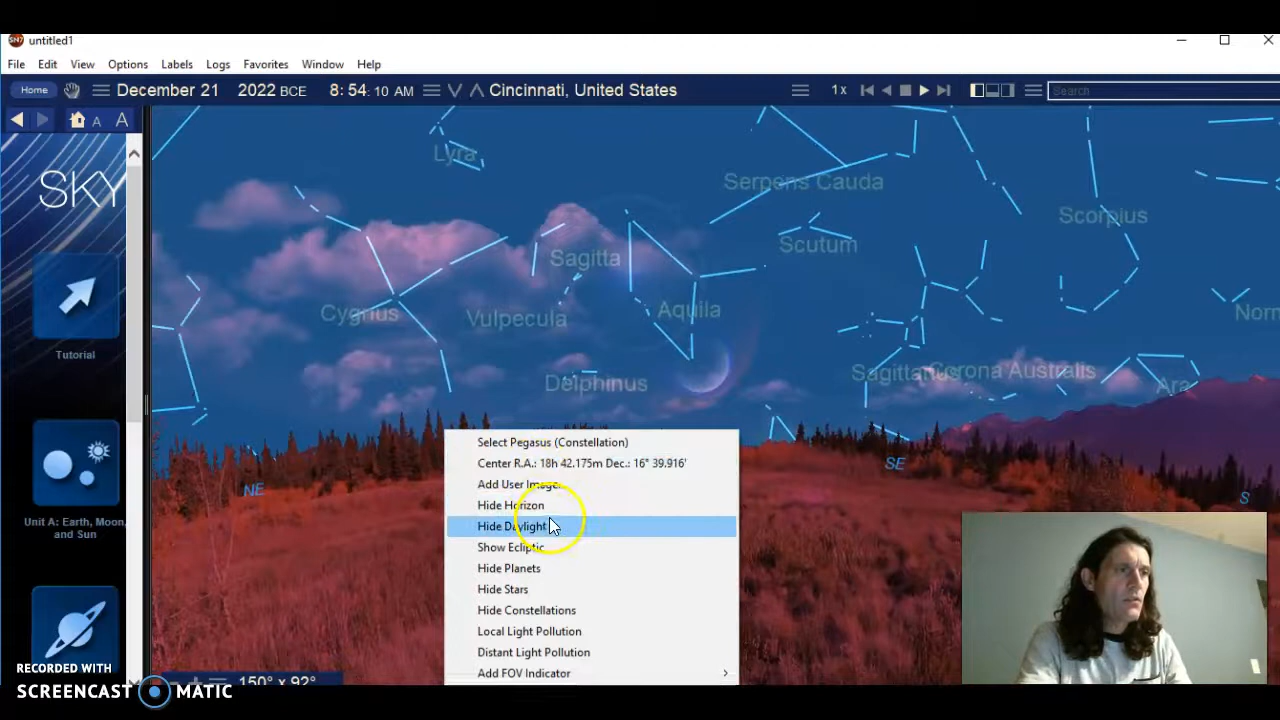 untitled1
File Edit View Options Labels Logs Favorites Window Help
Home December 21 2022 BCE 8:54:10 AM Cincinnati, United States 1x Search
A A
SKY
Tutorial
Unit A: Earth, Moon, and Sun
Lyra
Serpens Cauda
Scorpius
Scutum
Sagitta
Cygnus
Vulpecula
Aquila
Norm
Delphinus
Sagittarius
Corona Australis
Ara
NE
SE
S
Select Pegasus (Constellation)
Center R.A.: 18h 42.175m Dec.: 16° 39.916'
Add User Image
Hide Horizon
Hide Daylight
Show Ecliptic
Hide Planets
Hide Stars
Hide Constellations
Local Light Pollution
Distant Light Pollution
Add FOV Indicator
150° x 92°
RECORDED WITH
SCREENCAST MATIC